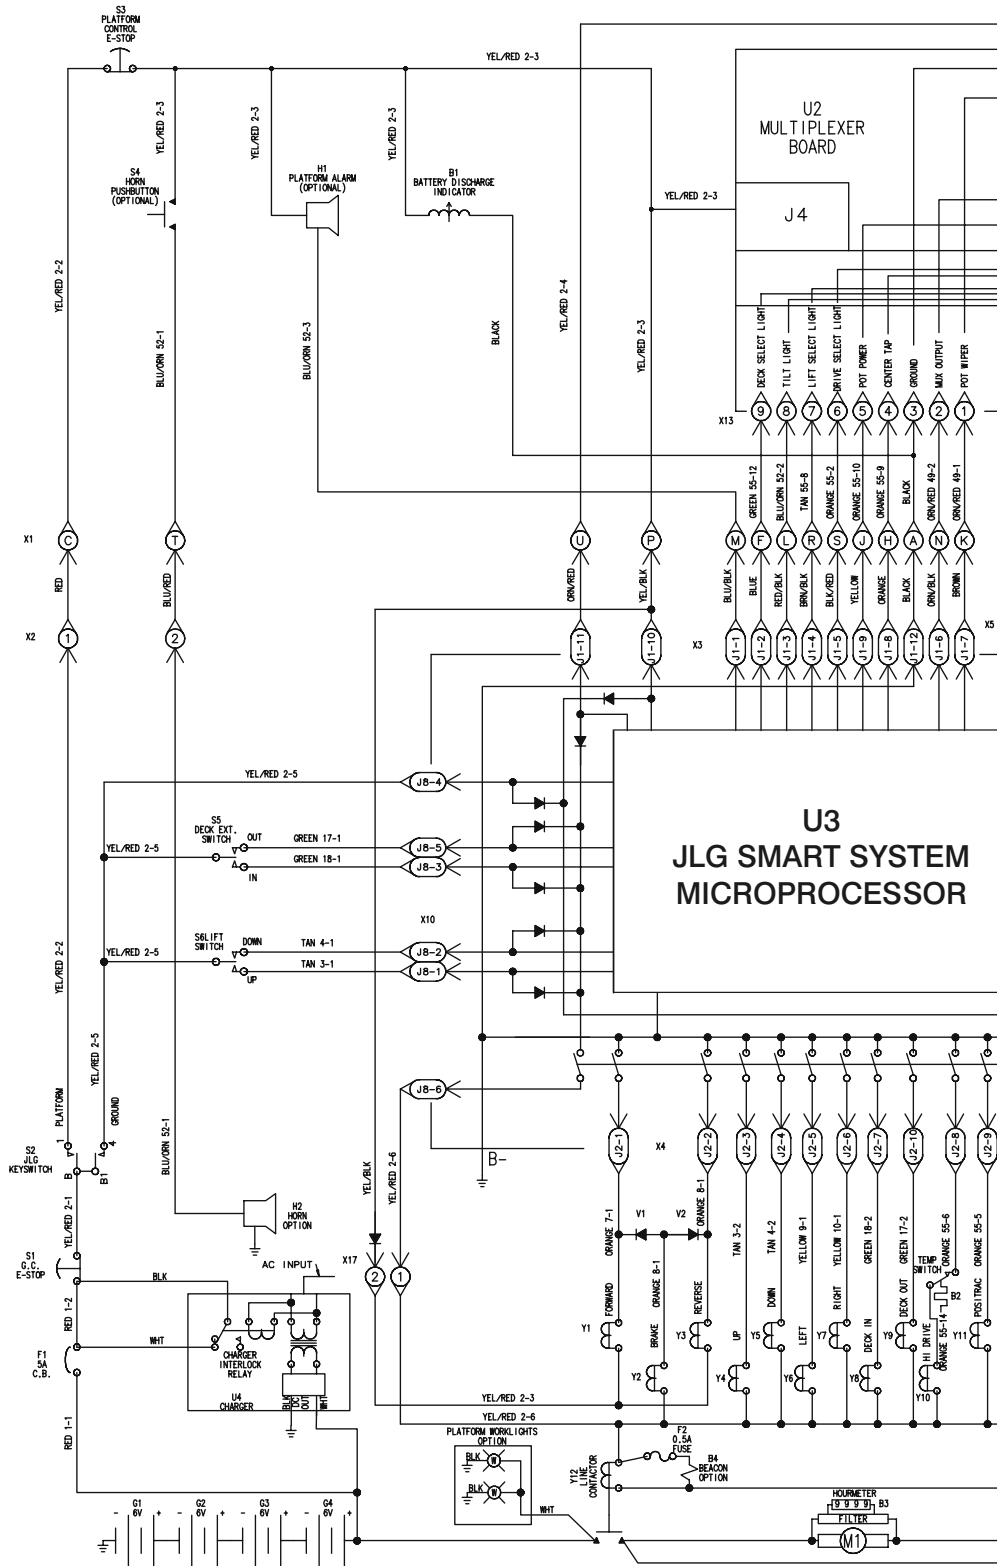 S3
PLATFORM
CONTROL
E-STOP
YEL/RED 2-3
YEL/RED 2-3
YEL/RED 2-3
YEL/RED 2-3
U2
MULTIPLEXER
BOARD
S4
HORN
PUSHBUTTON
(OPTIONAL)
H1
PLATFORM ALARM
(OPTIONAL)
B1
BATTERY DISCHARGE
INDICATOR
YEL/RED 2-3
J4
YEL/RED 2-2
BLU/ORN 52-1
BLU/ORN 52-3
BLACK
YEL/RED 2-4
YEL/RED 2-3
DECK SELECT LIGHT
TILT LIGHT
LIFT SELECT LIGHT
DRIVE SELECT LIGHT
POT POWER
CENTER TAP
GROUND
MUX OUTPUT
POT WIPER
X13
9
8
7
6
5
4
3
2
1
GREEN 55-12
BLU/ORN 52-2
TAN 55-8
ORANGE 55-2
ORANGE 55-10
ORANGE 55-9
BLACK
ORN/RED 49-2
ORN/RED 49-1
X1
C
T
U
P
M
F
L
R
S
J
H
A
N
K
RED
BLU/RED
ORN/RED
YEL/BLK
BLU/BLK
BLUE
RED/BLK
BRN/BLK
BLK/RED
YELLOW
ORANGE
BLACK
ORN/BLK
BROWN
X2
1
2
J1-11
J1-10
X3
J1-1
J1-2
J1-3
J1-4
J1-5
J1-9
J1-8
J1-12
J1-6
J1-7
X5
YEL/RED 2-5
J8-4
U3
JLG SMART SYSTEM
MICROPROCESSOR
S5
DECK EXT.
SWITCH
OUT
IN
YEL/RED 2-5
GREEN 17-1
J8-5
GREEN 18-1
J8-3
X10
S6LIFT
SWITCH
DOWN
UP
YEL/RED 2-5
TAN 4-1
J8-2
TAN 3-1
J8-1
YEL/RED 2-2
YEL/RED 2-5
J8-6
PLATFORM
GROUND
1
4
S2
JLG
KEYSWITCH
B
B1
BLU/ORN 52-1
YEL/BLK
YEL/RED 2-6
B-
J2-1
X4
J2-2
J2-3
J2-4
J2-5
J2-6
J2-7
J2-10
J2-8
J2-9
YEL/RED 2-1
H2
HORN
OPTION
V1
V2
ORANGE 7-1
ORANGE 8-1
ORANGE 8-1
TAN 3-2
TAN 4-2
YELLOW 9-1
YELLOW 10-1
GREEN 18-2
GREEN 17-2
ORANGE 55-6
ORANGE 55-5
S1
G.C.
E-STOP
BLK
AC INPUT
X17
2
1
TEMP
SWITCH
B2
ORANGE 55-14
RED 1-2
WHT
CHARGER
INTERLOCK
RELAY
U4
CHARGER
BLK
DC
OUT
WHT
F1
5A
C.B.
RED 1-1
Y1
FORWARD
Y2
BRAKE
Y3
REVERSE
Y4
UP
Y5
DOWN
Y6
LEFT
Y7
RIGHT
Y8
DECK IN
Y9
DECK OUT
Y10
HI DRIVE
Y11
POSITRAC
YEL/RED 2-3
YEL/RED 2-6
PLATFORM WORKLIGHTS
OPTION
BLK
W
BLK
W
WHT
Y12
LINE
CONTACTOR
F2
0.5A
FUSE
B4
BEACON
OPTION
HOURMETER
9 9 9 9
B3
FILTER
M1
G1
6V
G2
6V
G3
6V
G4
6V
- + - + - + - +